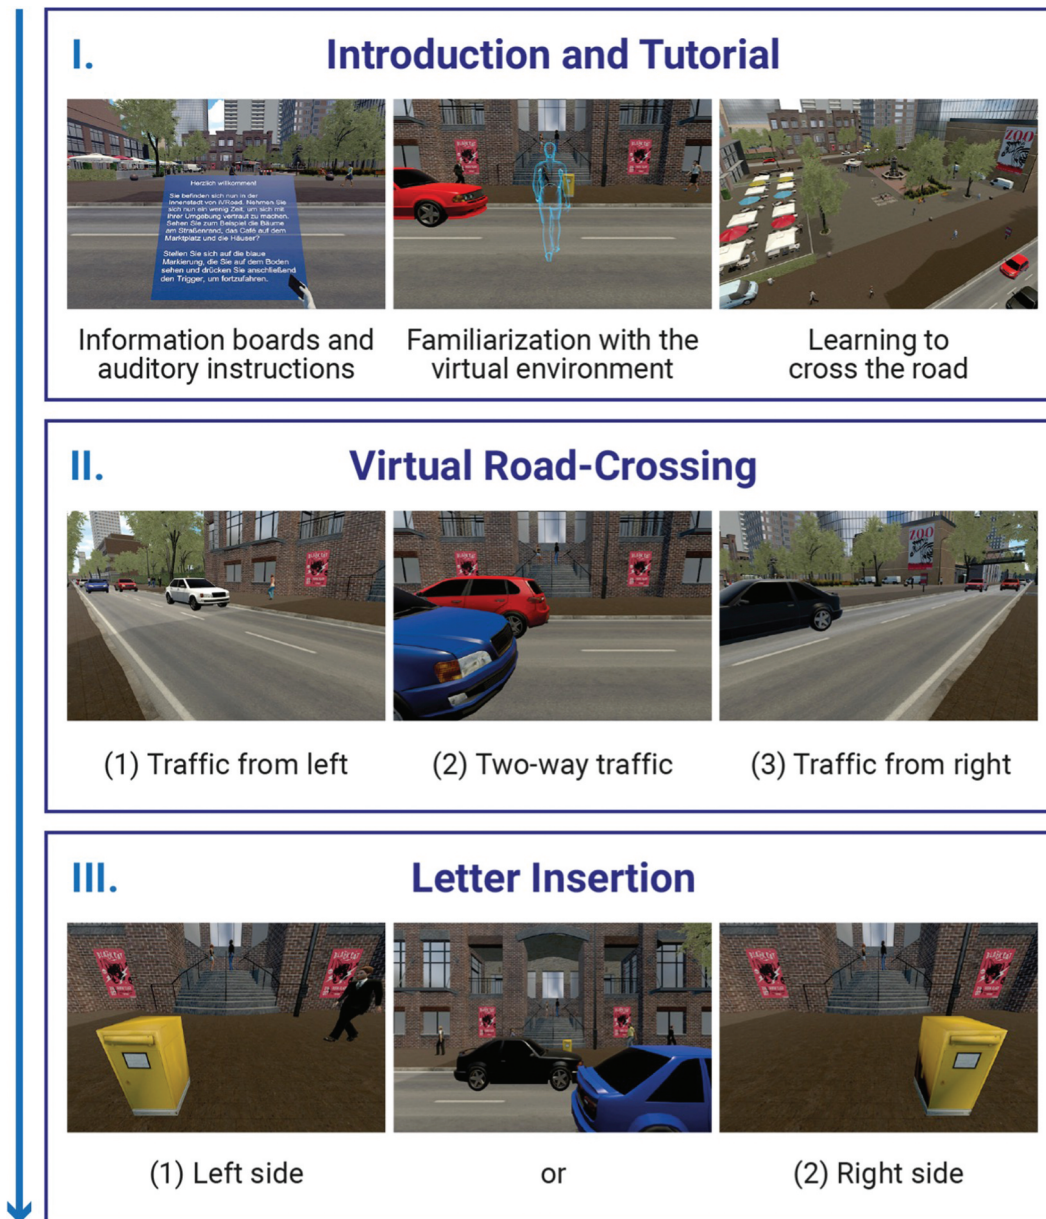 I. Introduction and Tutorial
Herzlich willkommen!
Sie befinden sich nun in der
Innenstadt von IVRoad. Nehmen Sie
sich nun ein wenig Zeit, um sich mit
Ihrer Umgebung vertraut zu machen.
Sehen Sie zum Beispiel die Bäume
am Straßenrand, das Café auf dem
Marktplatz und die Häuser?
Stellen Sie sich auf die blaue
Markierung, die Sie auf dem Boden
sehen und drücken Sie anschließend
den Trigger, um fortzufahren.
ZOO
Information boards and
auditory instructions
Familiarization with the
virtual environment
Learning to
cross the road
II. Virtual Road-Crossing
ZOO
(1) Traffic from left
(2) Two-way traffic
(3) Traffic from right
III. Letter Insertion
(1) Left side
or
(2) Right side